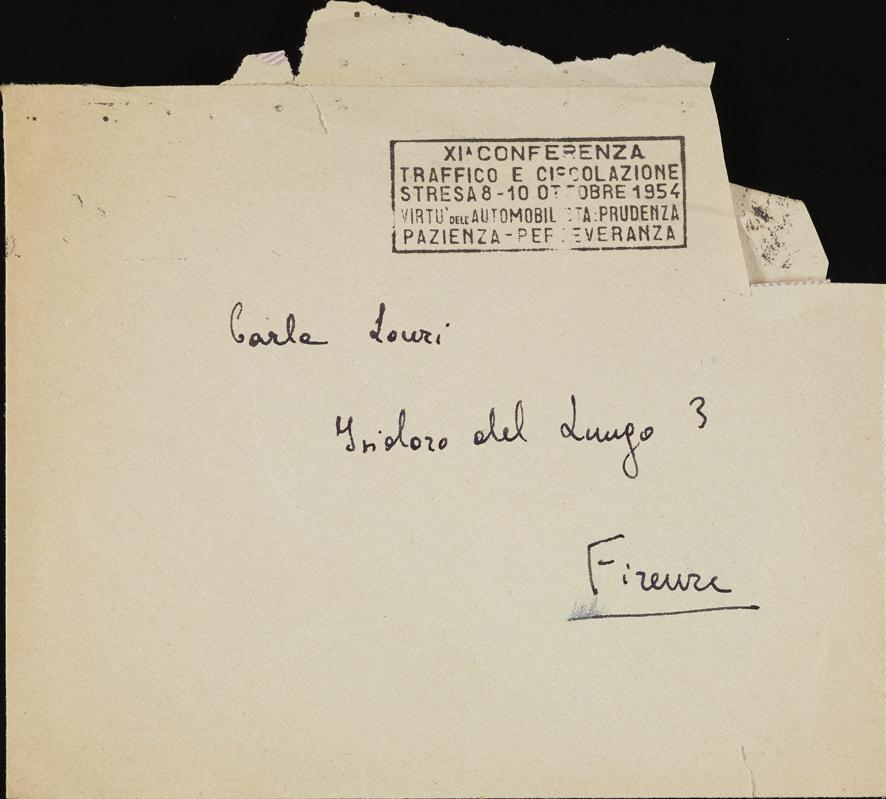 XIᴬ CONFERENZA
TRAFFICO E CIRCOLAZIONE
STRESA 8-10 OTTOBRE 1954
VIRTU' DELL'AUTOMOBILISTA: PRUDENZA
PAZIENZA - PERSEVERANZA
Carla Lonzi
Isidoro del Lungo 3
Firenze